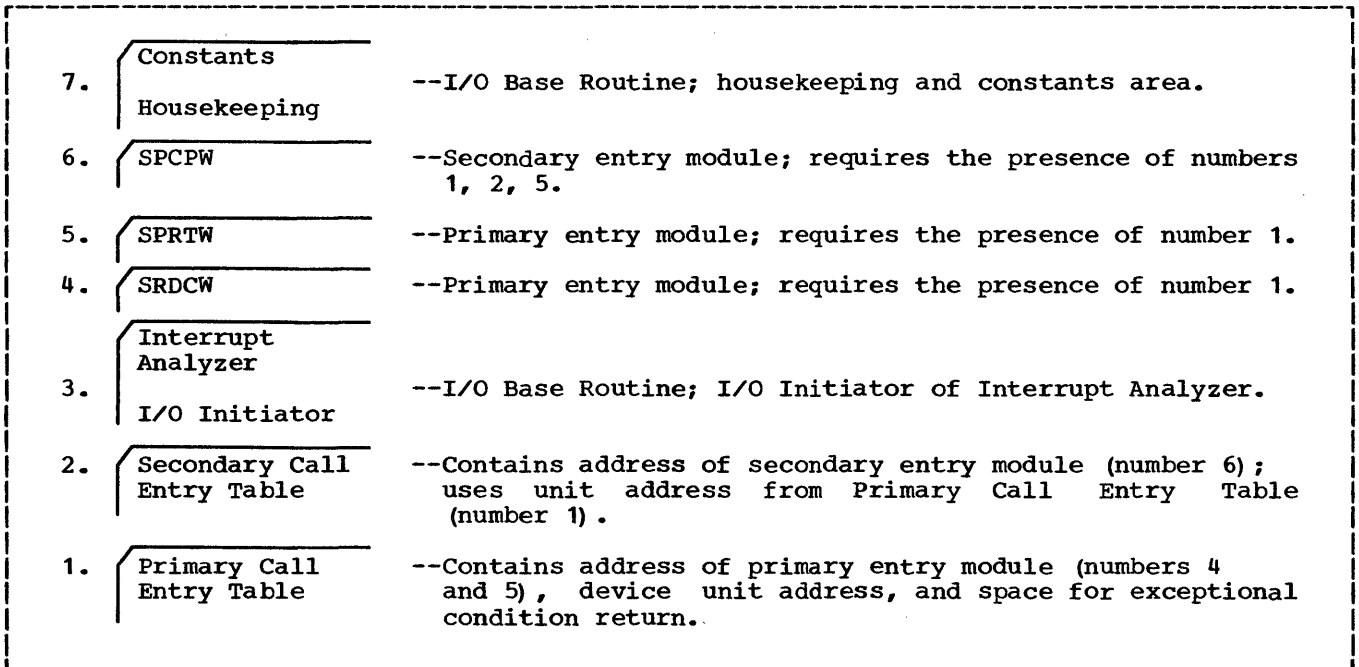 Constants
7. --I/O Base Routine; housekeeping and constants area.
Housekeeping
6. SPCPW --Secondary entry module; requires the presence of numbers
1, 2, 5.
5. SPRTW --Primary entry module; requires the presence of number 1.
4. SRDCW --Primary entry module; requires the presence of number 1.
Interrupt
Analyzer
3. --I/O Base Routine; I/O Initiator of Interrupt Analyzer.
I/O Initiator
2. Secondary Call --Contains address of secondary entry module (number 6);
Entry Table uses unit address from Primary Call Entry Table
(number 1).
1. Primary Call --Contains address of primary entry module (numbers 4
Entry Table and 5), device unit address, and space for exceptional
condition return.